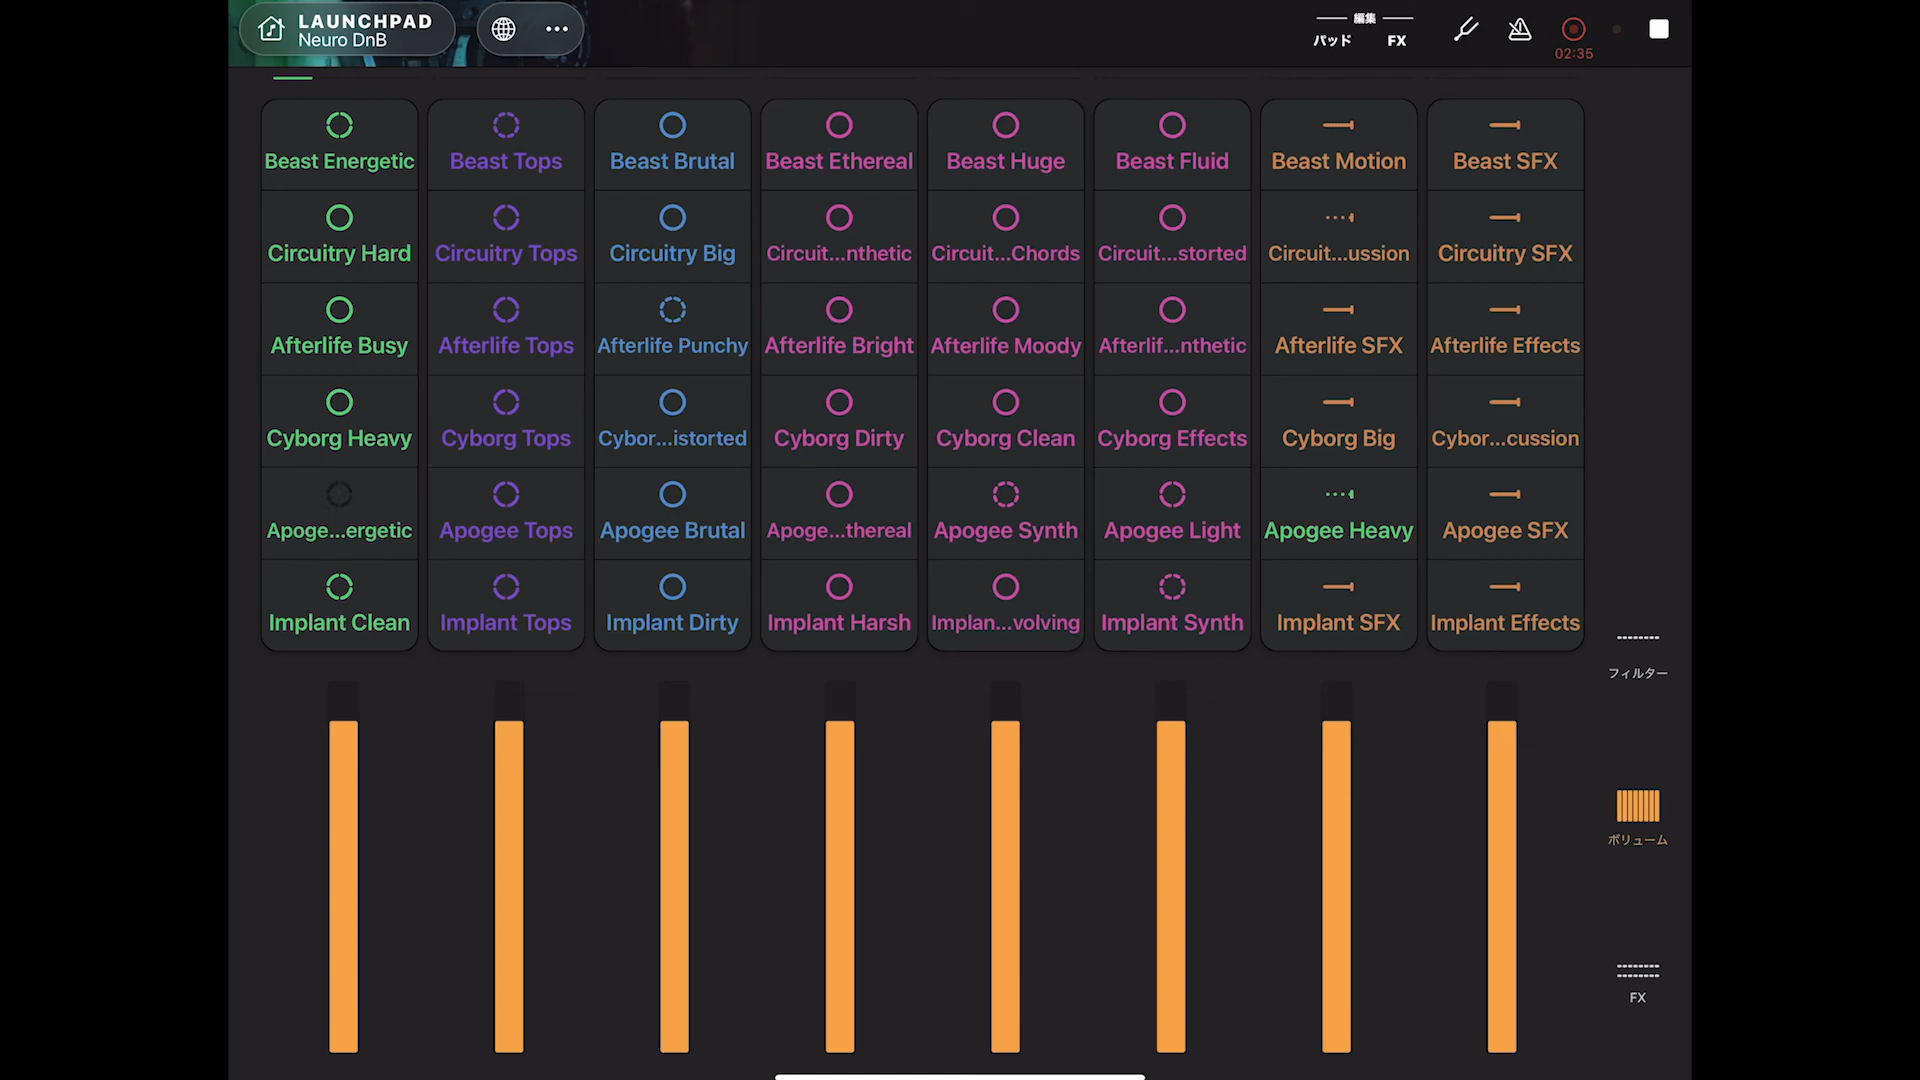 LAUNCHPAD
Neuro DnB
編集
パッド FX
02:35
Beast Energetic Beast Tops Beast Brutal Beast Ethereal Beast Huge Beast Fluid Beast Motion Beast SFX
Circuitry Hard Circuitry Tops Circuitry Big Circuit...nthetic Circuit...Chords Circuit...storted Circuit...ussion Circuitry SFX
Afterlife Busy Afterlife Tops Afterlife Punchy Afterlife Bright Afterlife Moody Afterlif...nthetic Afterlife SFX Afterlife Effects
Cyborg Heavy Cyborg Tops Cybor...istorted Cyborg Dirty Cyborg Clean Cyborg Effects Cyborg Big Cybor...cussion
Apoge...ergetic Apogee Tops Apogee Brutal Apoge...thereal Apogee Synth Apogee Light Apogee Heavy Apogee SFX
Implant Clean Implant Tops Implant Dirty Implant Harsh Implan...volving Implant Synth Implant SFX Implant Effects
フィルター
ボリューム
FX